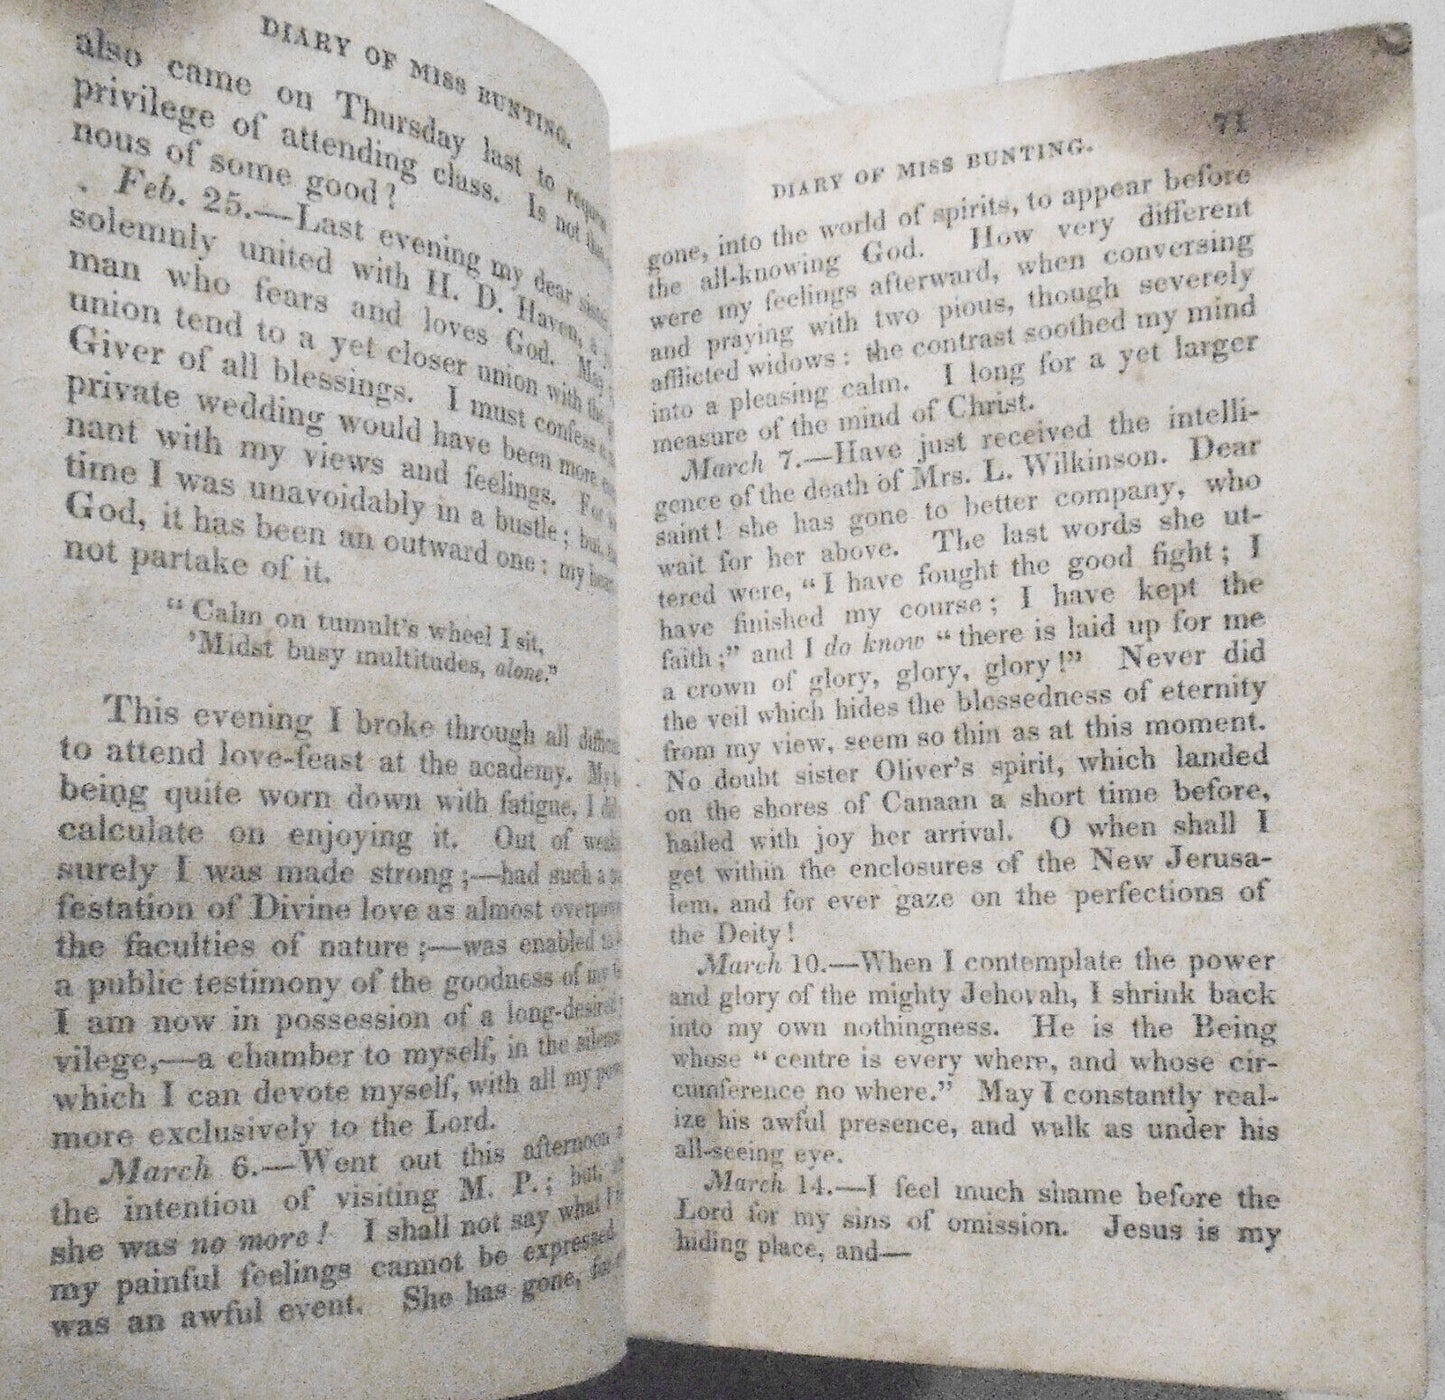 DIARY OF MISS BUNTING.
also came on Thursday last to
privilege of attending class. Is not
nous of some good?
Feb. 25.—Last evening my dear sister
solemnly united with H. D. Haven, a
man who fears and loves God. May
union tend to a yet closer union with the
Giver of all blessings. I must confess a
private wedding would have been more
nant with my views and feelings. For
time I was unavoidably in a bustle; but,
God, it has been an outward one: my heart
not partake of it.
"Calm on tumult's wheel I sit,
'Midst busy multitudes, alone."
This evening I broke through all
to attend love-feast at the academy. My
being quite worn down with fatigue, I
calculate on enjoying it. Out of
surely I was made strong;—had such a
festation of Divine love as almost
the faculties of nature;—was enabled to
a public testimony of the goodness of my
I am now in possession of a long-desired
vilege,—a chamber to myself, in the
which I can devote myself, with all my
more exclusively to the Lord.
March 6.—Went out this afternoon
the intention of visiting M. P.; but,
she was no more! I shall not say what I
my painful feelings cannot be expressed.
was an awful event. She has gone,
71
DIARY OF MISS BUNTING.
gone, into the world of spirits, to appear before
the all-knowing God. How very different
were my feelings afterward, when conversing
and praying with two pious, though severely
afflicted widows: the contrast soothed my mind
into a pleasing calm. I long for a yet larger
measure of the mind of Christ.
March 7.—Have just received the intelli-
gence of the death of Mrs. L. Wilkinson. Dear
saint! she has gone to better company, who
wait for her above. The last words she ut-
tered were, "I have fought the good fight; I
have finished my course; I have kept the
faith;" and I do know "there is laid up for me
a crown of glory, glory, glory!" Never did
the veil which hides the blessedness of eternity
from my view, seem so thin as at this moment.
No doubt sister Oliver's spirit, which landed
on the shores of Canaan a short time before,
hailed with joy her arrival. O when shall I
get within the enclosures of the New Jerusa-
lem, and for ever gaze on the perfections of
the Deity!
March 10.—When I contemplate the power
and glory of the mighty Jehovah, I shrink back
into my own nothingness. He is the Being
whose "centre is every where, and whose cir-
cumference no where." May I constantly real-
ize his awful presence, and walk as under his
all-seeing eye.
March 14.—I feel much shame before the
Lord for my sins of omission. Jesus is my
hiding place, and—